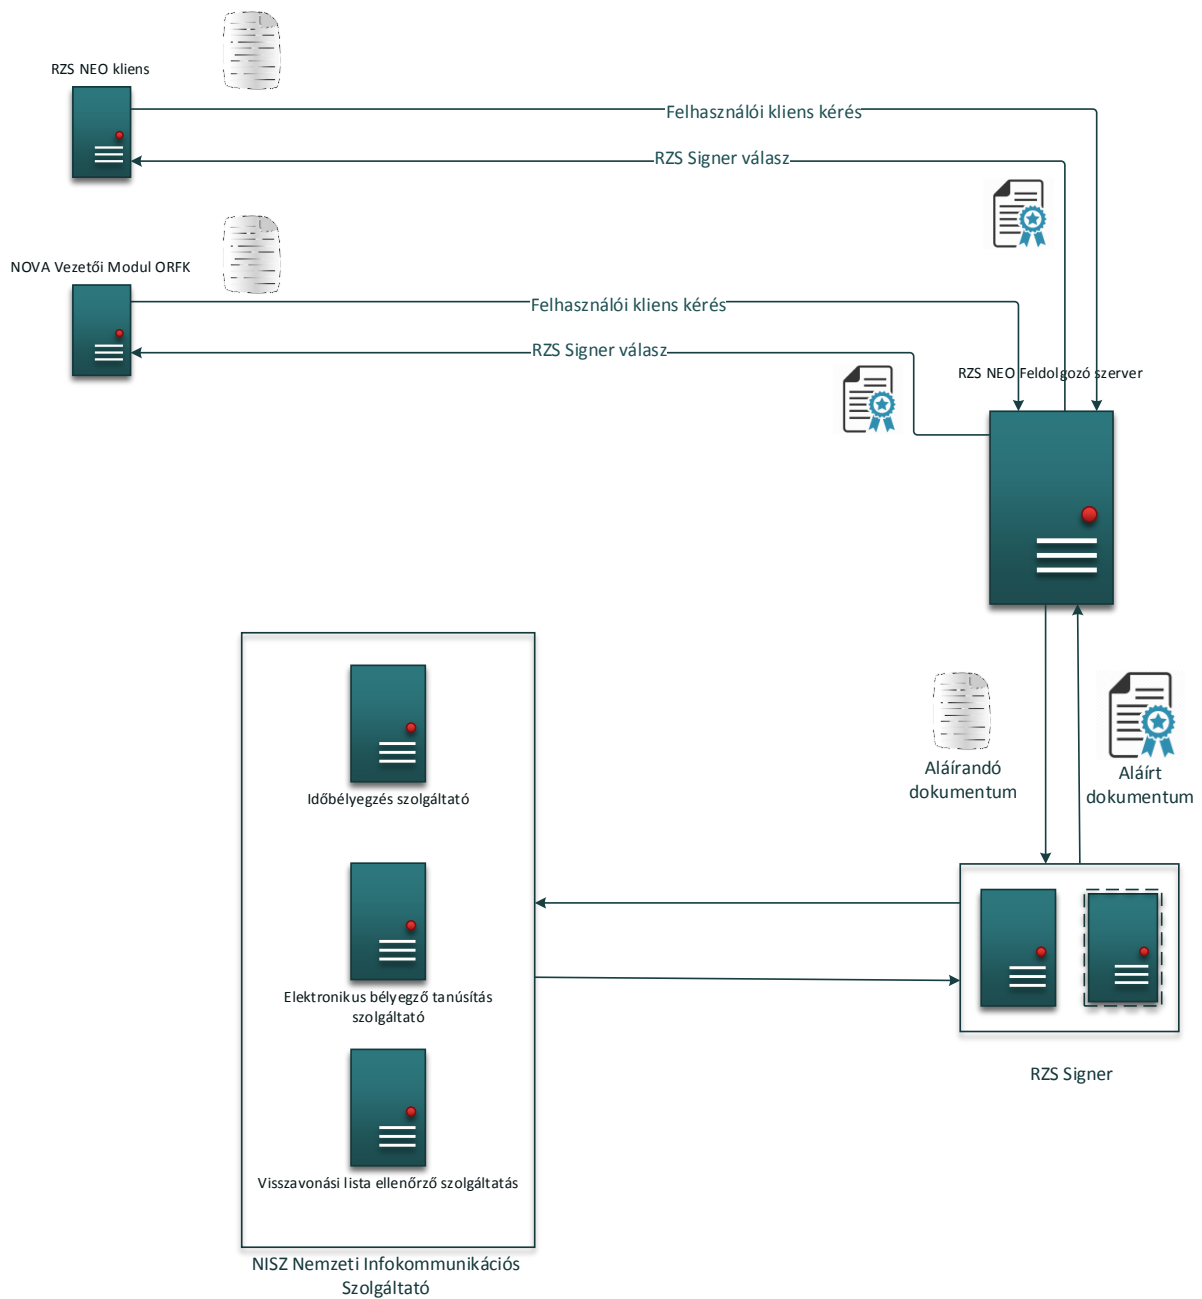 RZS NEO kliens
Felhasználói kliens kérés
RZS Signer válasz
NOVA Vezetői Modul ORFK
Felhasználói kliens kérés
RZS Signer válasz
RZS NEO Feldolgozó szerver
Aláírandó
dokumentum
Aláírt
dokumentum
Időbélyegzés szolgáltató
Elektronikus bélyegző tanúsítás
szolgáltató
RZS Signer
Visszavonási lista ellenőrző szolgáltatás
NISZ Nemzeti Infokommunikációs
Szolgáltató